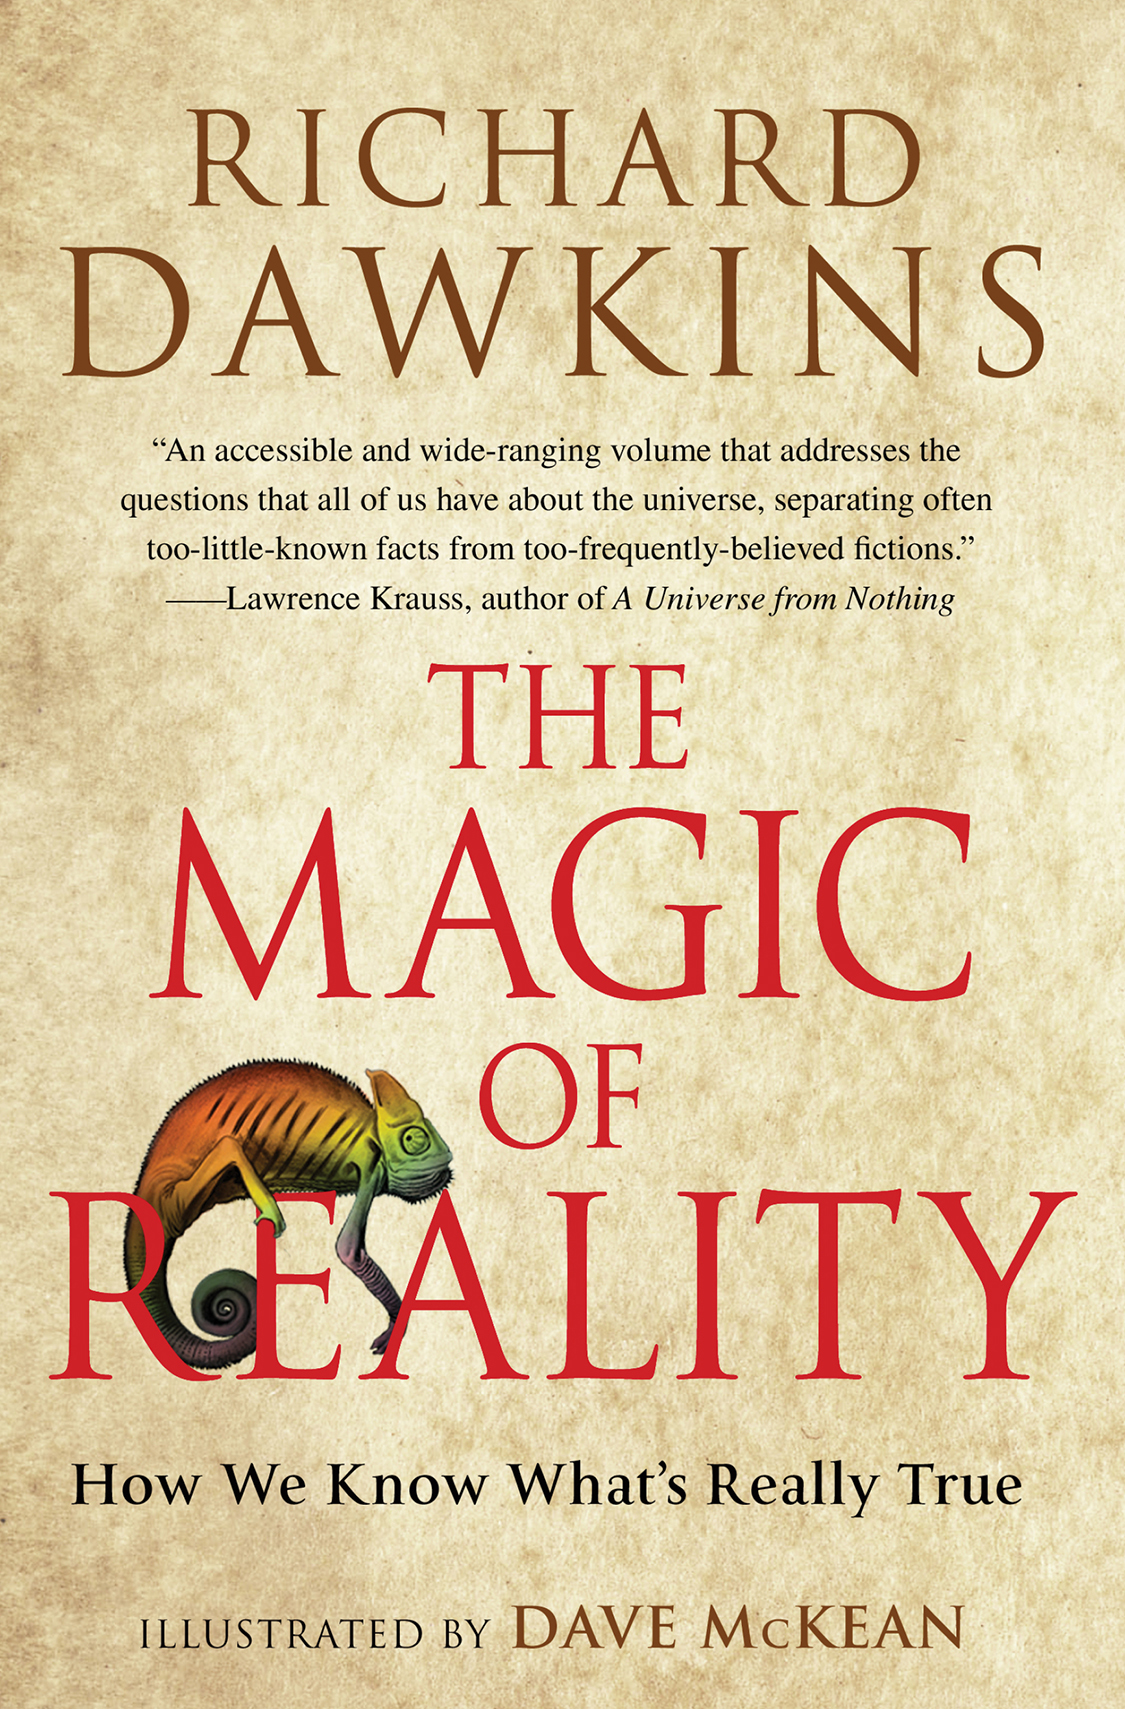 RICHARD
DAWKINS
“An accessible and wide-ranging volume that addresses the
questions that all of us have about the universe, separating often
too-little-known facts from too-frequently-believed fictions.”
——Lawrence Krauss, author of A Universe from Nothing
THE
MAGIC
OF
REALITY
How We Know What’s Really True
ILLUSTRATED BY DAVE McKEAN